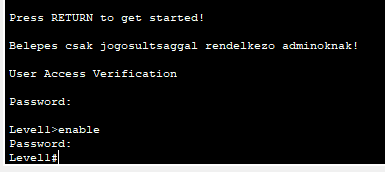 Press RETURN to get started!
Belepes csak jogosultsaggal rendelkezo adminoknak!
User Access Verification
Password:
Level1>enable
Password:
Level1#